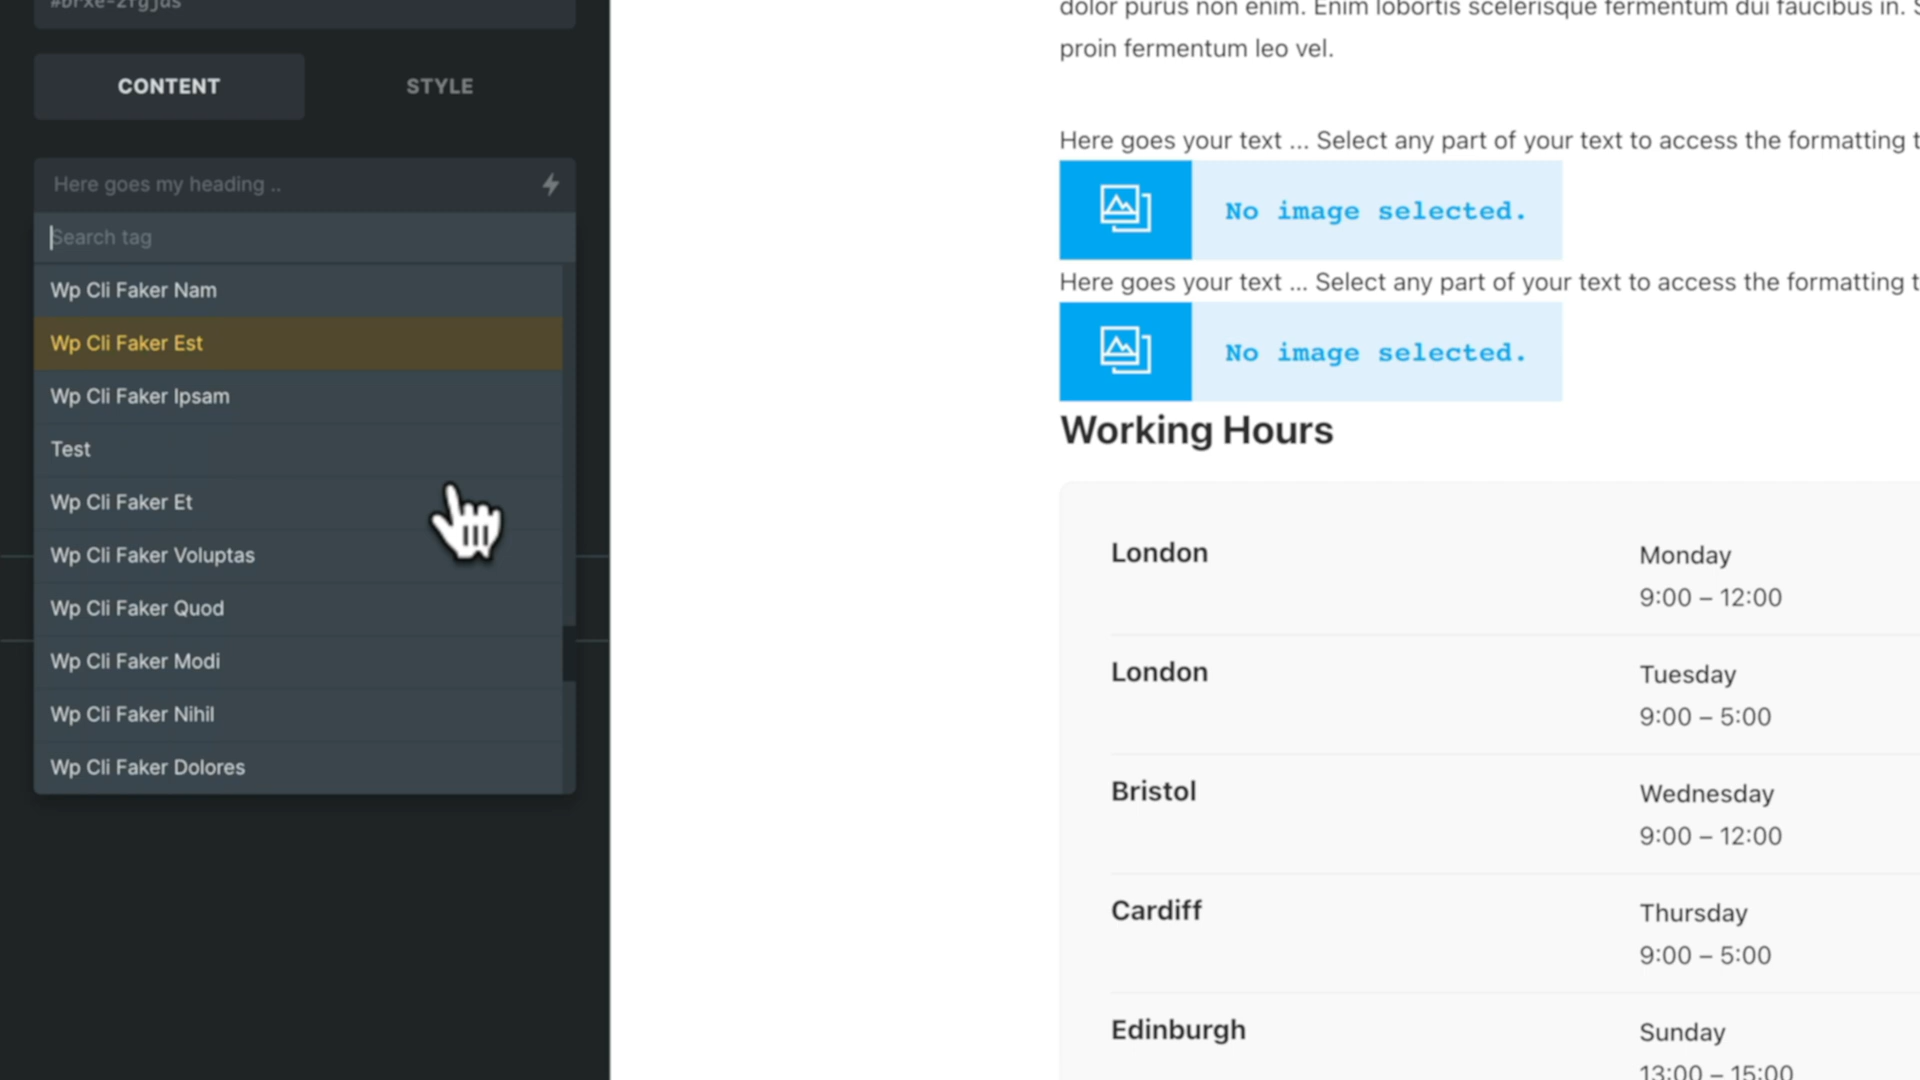 CONTENT
STYLE
Here goes my heading ..
Search tag
Wp Cli Faker Nam
Wp Cli Faker Est
Wp Cli Faker Ipsam
Test
Wp Cli Faker Et
Wp Cli Faker Voluptas
Wp Cli Faker Quod
Wp Cli Faker Modi
Wp Cli Faker Nihil
Wp Cli Faker Dolores
dolor purus non enim. Enim lobortis scelerisque fermentum dui faucibus in.
proin fermentum leo vel.
Here goes your text ... Select any part of your text to access the formatting
No image selected.
Here goes your text ... Select any part of your text to access the formatting
No image selected.
Working Hours
London
Monday
9:00 – 12:00
London
Tuesday
9:00 – 5:00
Bristol
Wednesday
9:00 – 12:00
Cardiff
Thursday
9:00 – 5:00
Edinburgh
Sunday
13:00 – 15:00